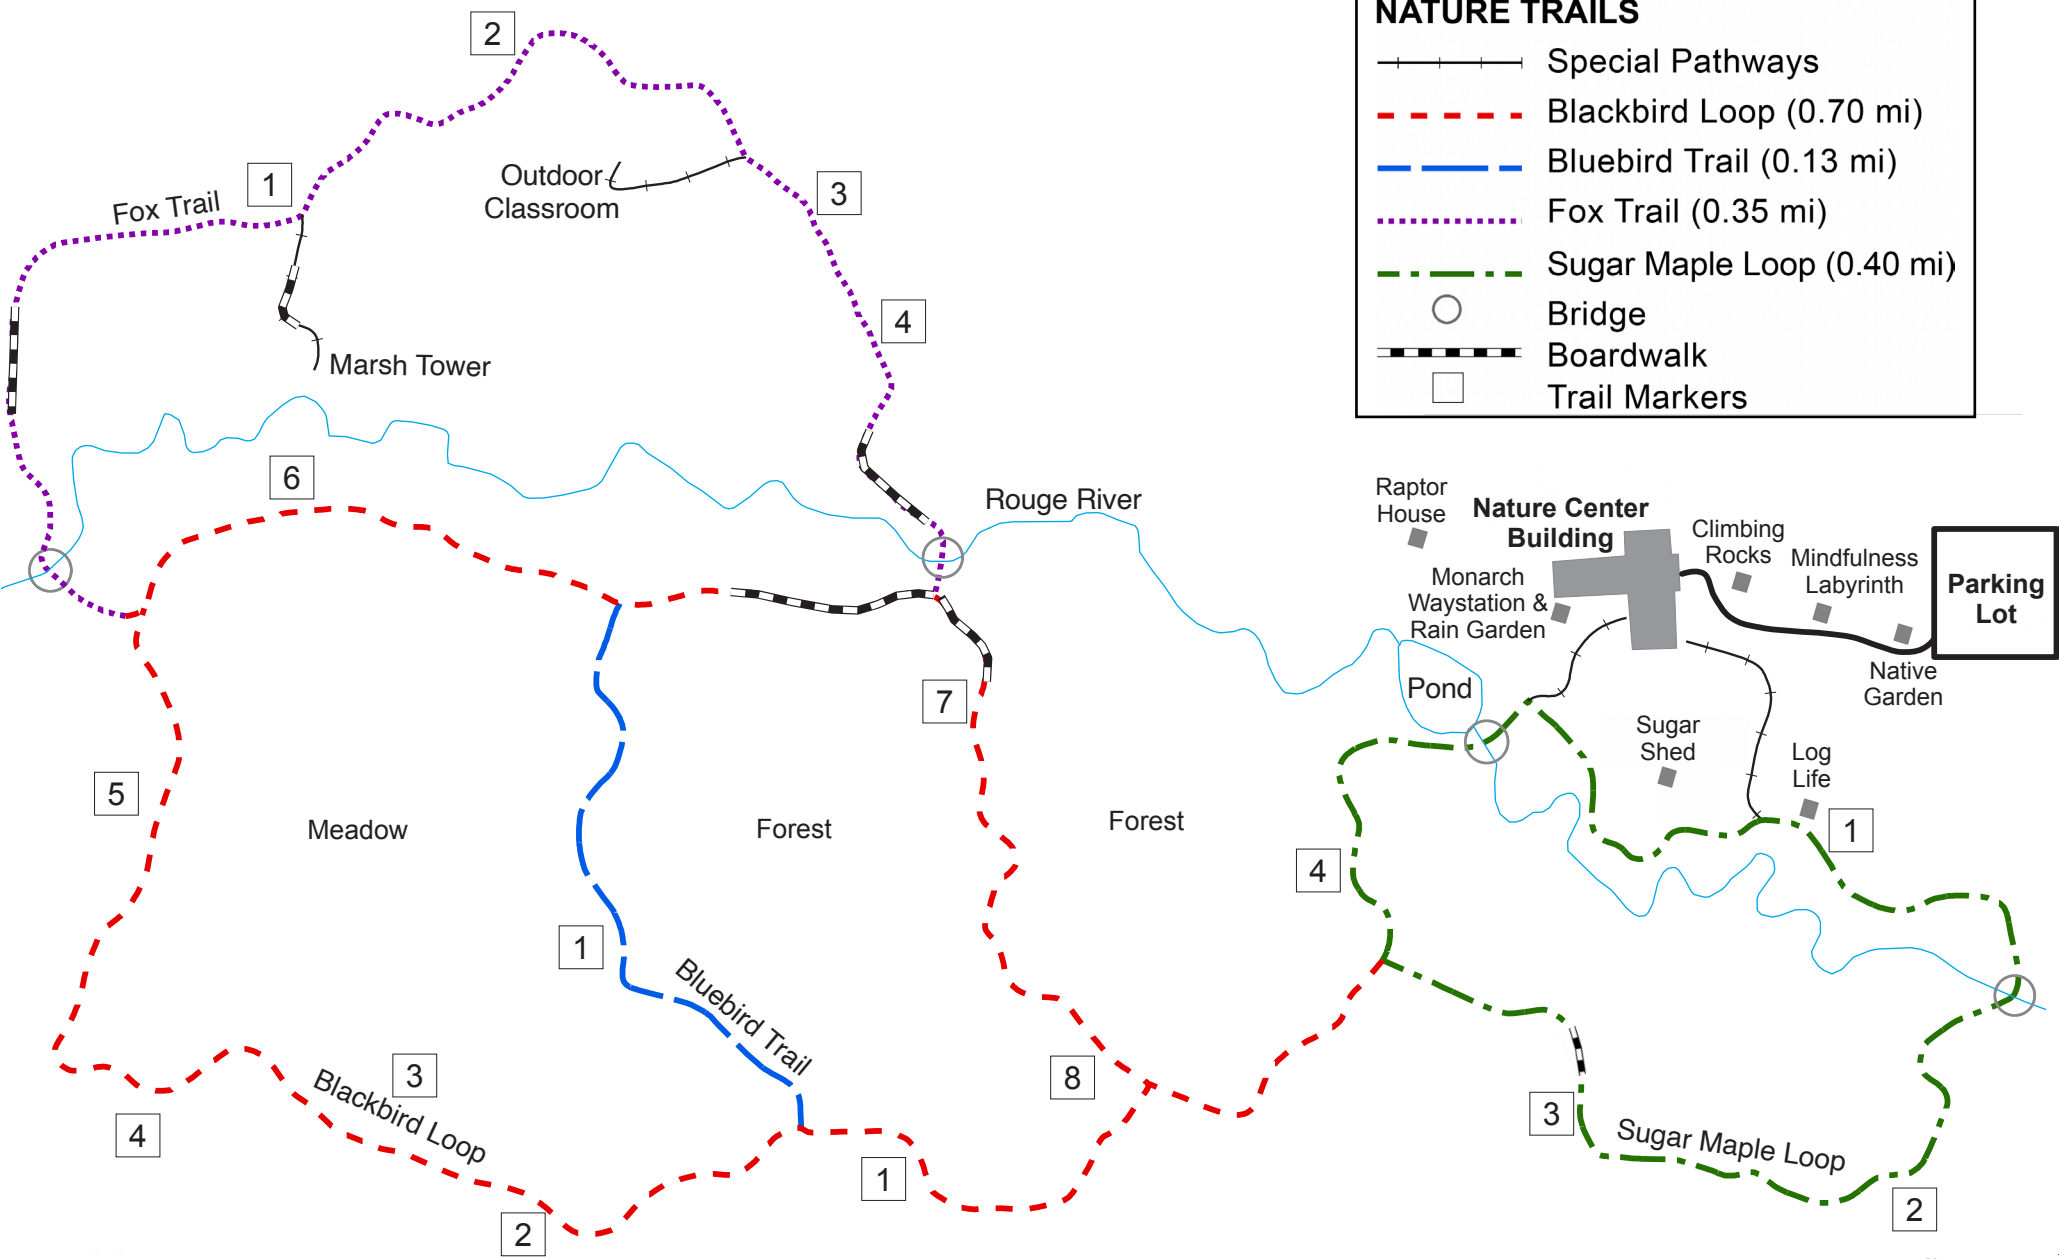 NATURE TRAILS
Special Pathways
Blackbird Loop (0.70 mi)
Bluebird Trail (0.13 mi)
Fox Trail (0.35 mi)
Sugar Maple Loop (0.40 mi)
Bridge
Boardwalk
Trail Markers
2
1
Fox Trail
Outdoor
Classroom
3
4
Marsh Tower
6
Rouge River
Raptor
House
Nature Center
Building
Climbing
Rocks
Mindfulness
Labyrinth
Parking
Lot
Monarch
Waystation &
Rain Garden
Native
Garden
Pond
7
Sugar
Shed
Log
Life
5
Meadow
Forest
Forest
1
4
1
Bluebird Trail
3
Blackbird Loop
8
4
3
Sugar Maple Loop
1
2
2